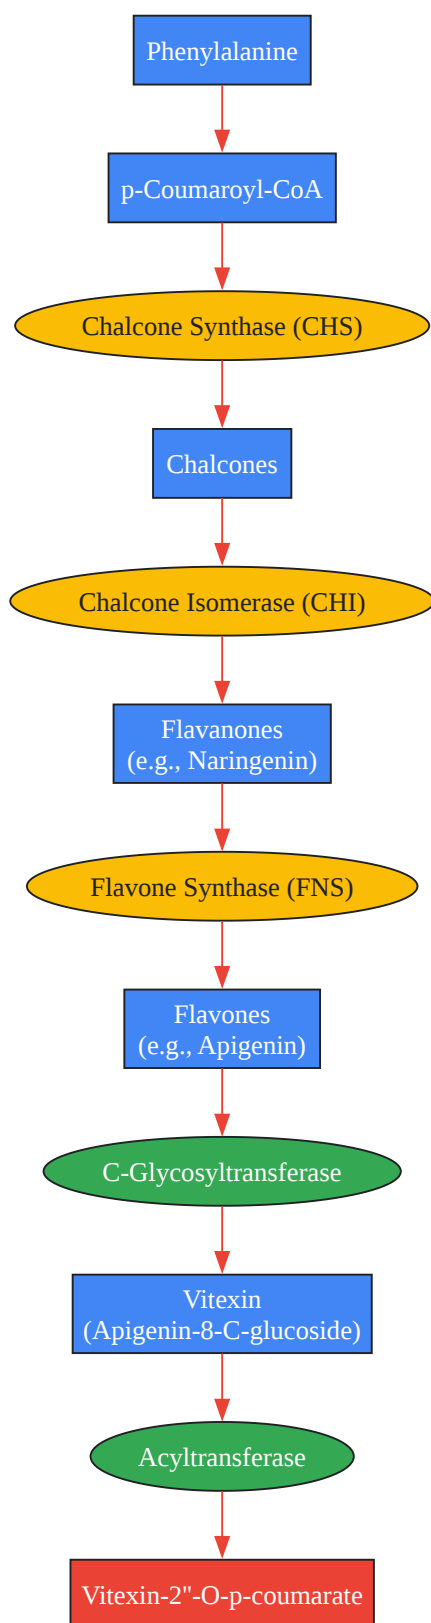 Phenylalanine
p-Coumaroyl-CoA
Chalcone Synthase (CHS)
Chalcones
Chalcone Isomerase (CHI)
Flavanones
(e.g., Naringenin)
Flavone Synthase (FNS)
Flavones
(e.g., Apigenin)
C-Glycosyltransferase
Vitexin
(Apigenin-8-C-glucoside)
Acyltransferase
Vitexin-2"-O-p-coumarate